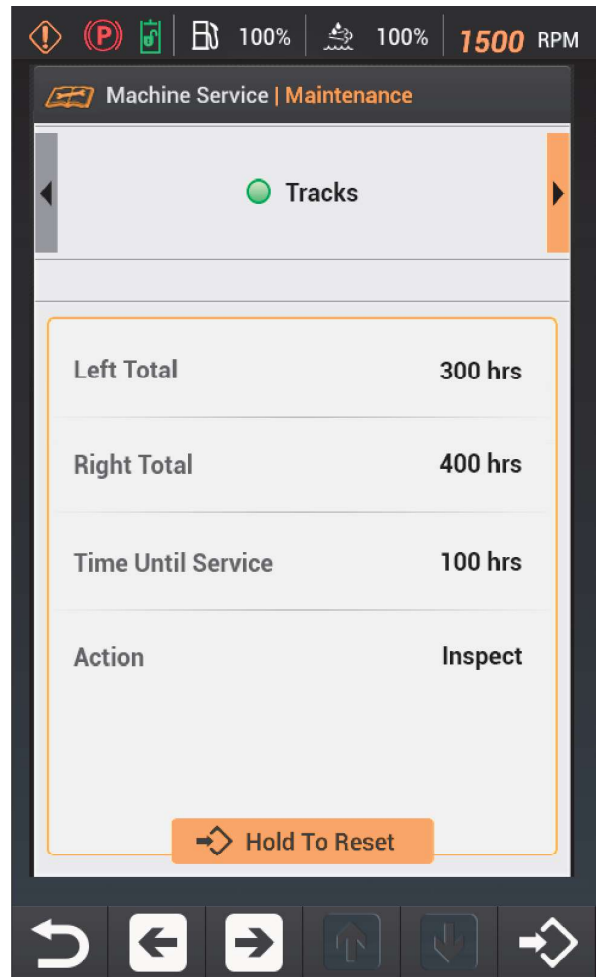 (P) 100% 100% 1500 RPM
Machine Service | Maintenance
Tracks
Left Total 300 hrs
Right Total 400 hrs
Time Until Service 100 hrs
Action Inspect
Hold To Reset